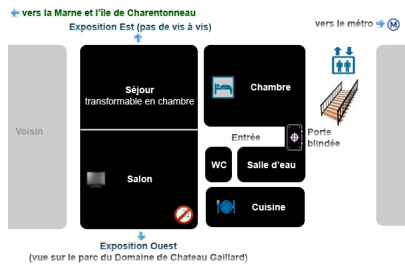 vers la Marne et l'île de Charentonneau
Exposition Est (pas de vis à vis)
vers le métro M
Séjour
transformable en chambre
Chambre
Voisin
Entrée
Porte
blindée
WC
Salle d'eau
Salon
Cuisine
Exposition Ouest
(vue sur le parc du Domaine de Chateau Gaillard)